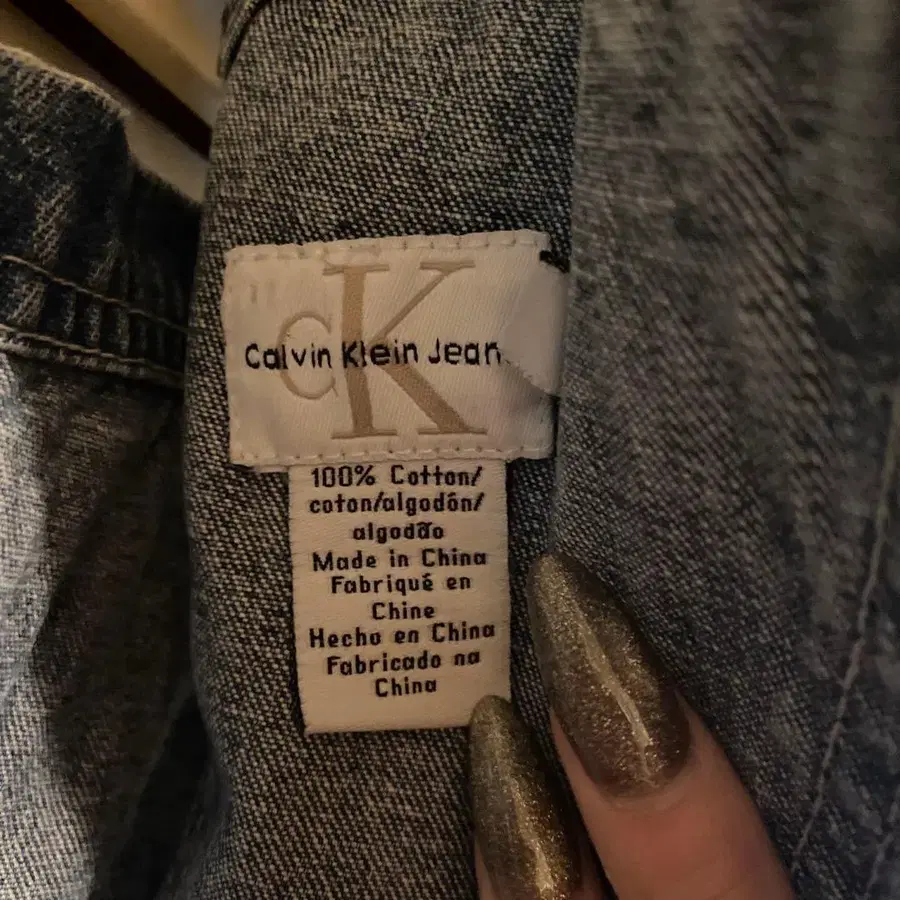 CK
Calvin Klein Jean
100% Cotton/
coton/algodón/
algodão
Made in China
Fabriqué en
Chine
Hecho en China
Fabricado na
China